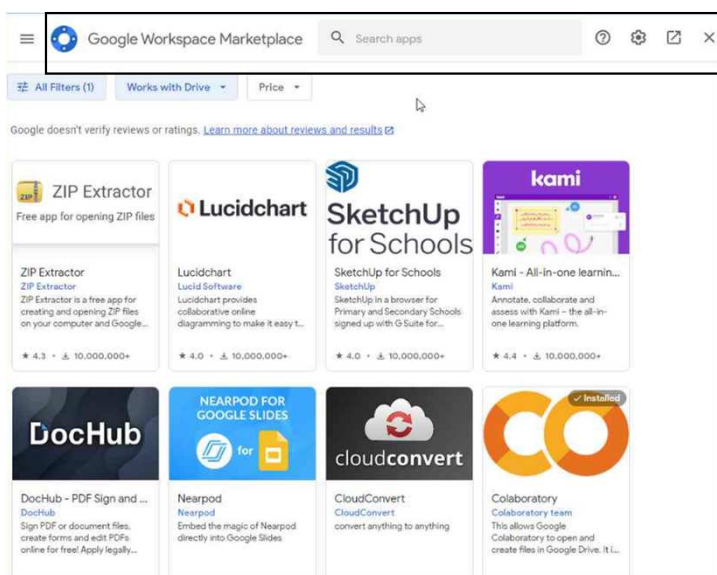 Google Workspace Marketplace
Search apps
All Filters (1)
Works with Drive
Price
Google doesn't verify reviews or ratings. Learn more about reviews and results
ZIP
ZIP Extractor
Free app for opening ZIP files
ZIP Extractor
ZIP Extractor
ZIP Extractor is a free app for
creating and opening ZIP files
on your computer and Google...
4.3 • 10,000,000+
Lucidchart
Lucidchart
Lucid Software
Lucidchart provides
collaborative online
diagramming to make it easy t...
4.0 • 10,000,000+
SketchUp
for Schools
SketchUp for Schools
SketchUp
SketchUp in a browser for
Primary and Secondary Schools
signed up with G Suite for...
4.0 • 10,000,000+
kami
Kami - All-in-one learnin...
Kami
Annotate, collaborate and
assess with Kami – the all-in-
one learning platform.
4.4 • 10,000,000+
DocHub
DocHub - PDF Sign and ...
DocHub
Sign PDF or document files,
create forms and edit PDFs
online for free! Apply legally...
NEARPOD FOR
GOOGLE SLIDES
for
Nearpod
Nearpod
Embed the magic of Nearpod
directly into Google Slides
cloudconvert
CloudConvert
CloudConvert
convert anything to anything
Installed
Colaboratory
Colaboratory team
This allows Google
Colaboratory to open and
create files in Google Drive. It i...